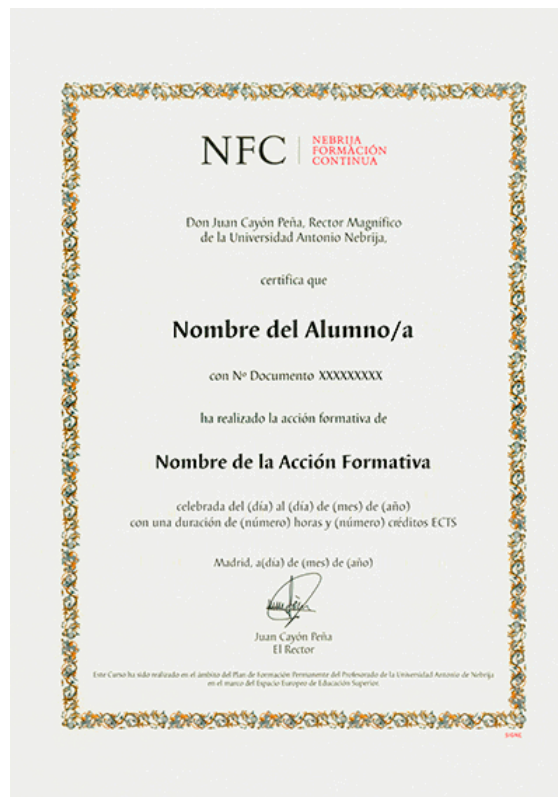 NFC
NEBRIJA
FORMACIÓN
CONTINUA
Don Juan Cayón Peña, Rector Magnífico
de la Universidad Antonio Nebrija,
certifica que
Nombre del Alumno/a
con Nº Documento XXXXXXXXX
ha realizado la acción formativa de
Nombre de la Acción Formativa
celebrada del (día) al (día) de (mes) de (año)
con una duración de (número) horas y (número) créditos ECTS
Madrid, a(día) de (mes) de (año)
Juan Cayón Peña
El Rector
Este Curso ha sido realizado en el ámbito del Plan de Formación Permanente del Profesorado de la Universidad Antonio de Nebrija
en el marco del Espacio Europeo de Educación Superior.